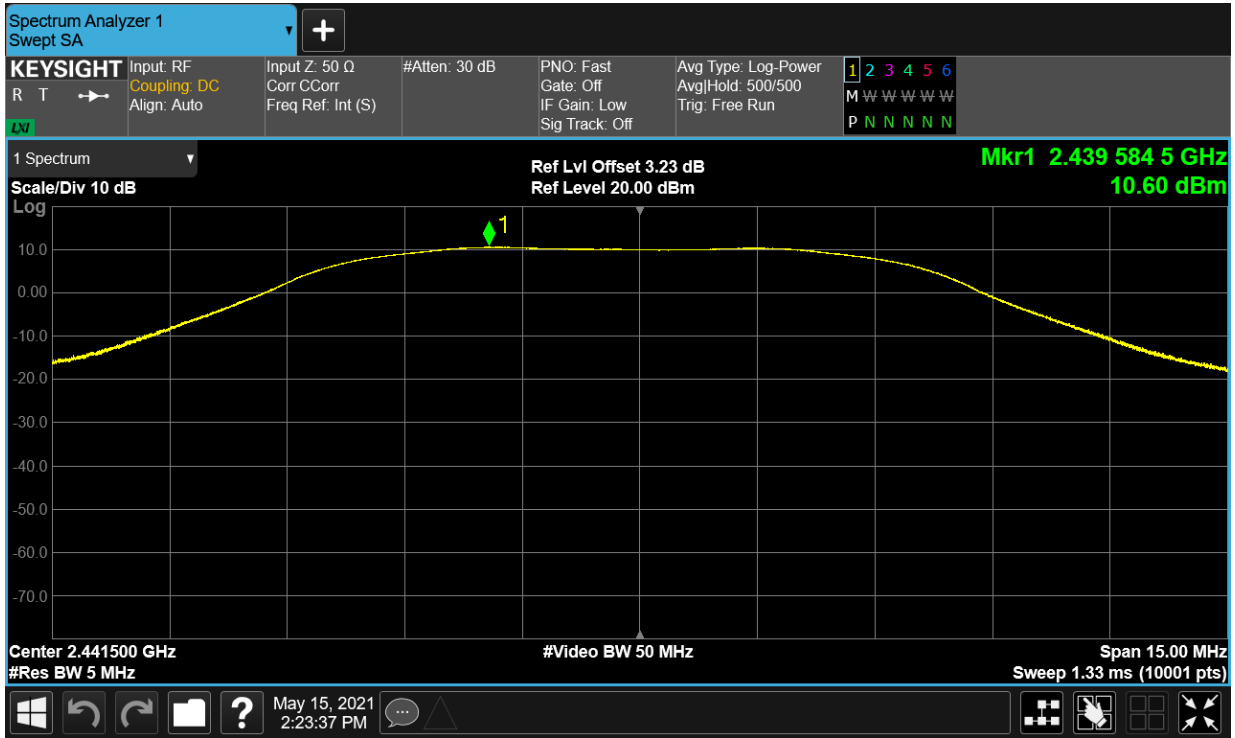 Spectrum Analyzer 1
Swept SA
KEYSIGHT
R T
LXI
Input: RF
Coupling: DC
Align: Auto
Input Z: 50 Ω
Corr CCorr
Freq Ref: Int (S)
#Atten: 30 dB
PNO: Fast
Gate: Off
IF Gain: Low
Sig Track: Off
Avg Type: Log-Power
Avg|Hold: 500/500
Trig: Free Run
1 2 3 4 5 6
M W W W W W
P N N N N N
1 Spectrum
Scale/Div 10 dB
Log
Ref Lvl Offset 3.23 dB
Ref Level 20.00 dBm
Mkr1 2.439 584 5 GHz
10.60 dBm
1
10.0
0.00
-10.0
-20.0
-30.0
-40.0
-50.0
-60.0
-70.0
Center 2.441500 GHz
#Res BW 5 MHz
#Video BW 50 MHz
Span 15.00 MHz
Sweep 1.33 ms (10001 pts)
?
May 15, 2021
2:23:37 PM